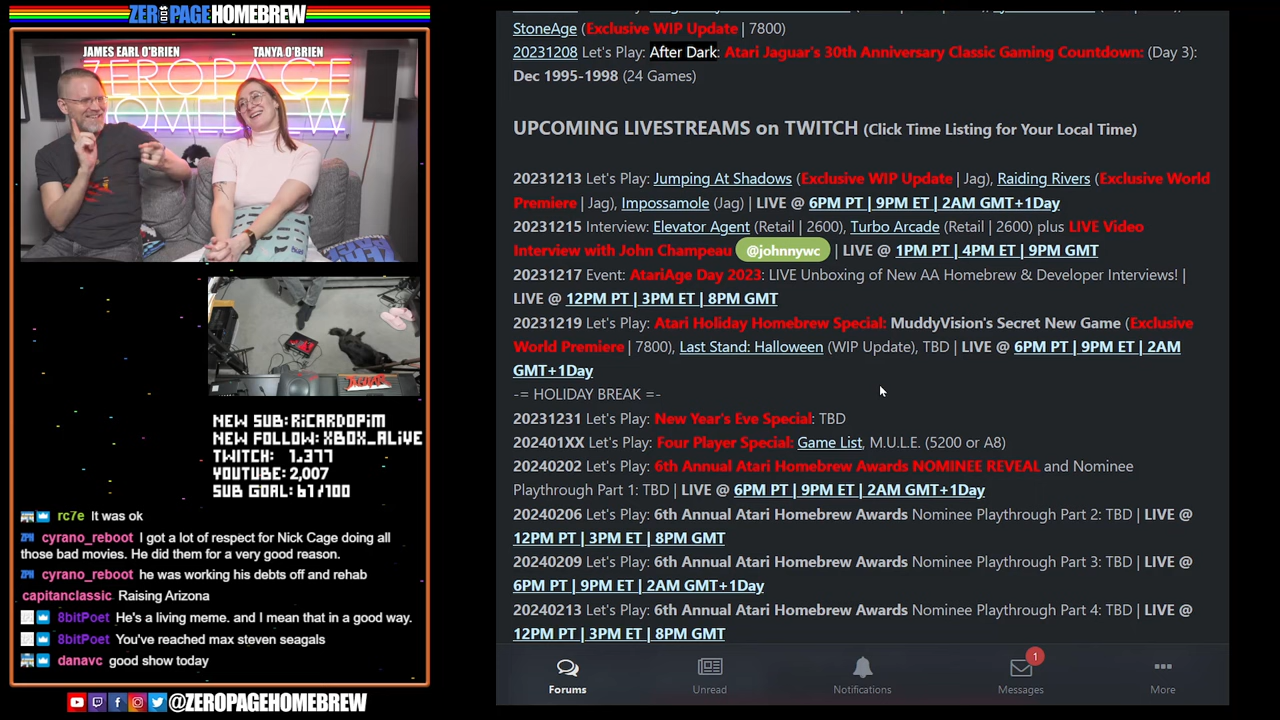 ZEROPAGEHOMEBREW
JAMES EARL O'BRIEN
TANYA O'BRIEN
ZEROPAGE
HOMEBREW
JAGUAR
NEW SUB: RICARDOPIM
NEW FOLLOW: XBOX_ALIVE
TWITCH: 1,377
YOUTUBE: 2,007
SUB GOAL: 67/100
rc7e It was ok
cyrano_reboot I got a lot of respect for Nick Cage doing all
those bad movies. He did them for a very good reason.
cyrano_reboot he was working his debts off and rehab
capitanclassic Raising Arizona
8bitPoet He's a living meme. and I mean that in a good way.
8bitPoet You've reached max steven seagals
danavc good show today
@ZEROPAGEHOMEBREW
StoneAge (Exclusive WIP Update | 7800)
20231208 Let's Play: After Dark: Atari Jaguar's 30th Anniversary Classic Gaming Countdown: (Day 3):
Dec 1995-1998 (24 Games)
UPCOMING LIVESTREAMS on TWITCH (Click Time Listing for Your Local Time)
20231213 Let's Play: Jumping At Shadows (Exclusive WIP Update | Jag), Raiding Rivers (Exclusive World
Premiere | Jag), Impossamole (Jag) | LIVE @ 6PM PT | 9PM ET | 2AM GMT+1Day
20231215 Interview: Elevator Agent (Retail | 2600), Turbo Arcade (Retail | 2600) plus LIVE Video
Interview with John Champeau @johnnywc | LIVE @ 1PM PT | 4PM ET | 9PM GMT
20231217 Event: AtariAge Day 2023: LIVE Unboxing of New AA Homebrew & Developer Interviews! |
LIVE @ 12PM PT | 3PM ET | 8PM GMT
20231219 Let's Play: Atari Holiday Homebrew Special: MuddyVision's Secret New Game (Exclusive
World Premiere | 7800), Last Stand: Halloween (WIP Update), TBD | LIVE @ 6PM PT | 9PM ET | 2AM
GMT+1Day
-= HOLIDAY BREAK =-
20231231 Let's Play: New Year's Eve Special: TBD
202401XX Let's Play: Four Player Special: Game List, M.U.L.E. (5200 or A8)
20240202 Let's Play: 6th Annual Atari Homebrew Awards NOMINEE REVEAL and Nominee
Playthrough Part 1: TBD | LIVE @ 6PM PT | 9PM ET | 2AM GMT+1Day
20240206 Let's Play: 6th Annual Atari Homebrew Awards Nominee Playthrough Part 2: TBD | LIVE @
12PM PT | 3PM ET | 8PM GMT
20240209 Let's Play: 6th Annual Atari Homebrew Awards Nominee Playthrough Part 3: TBD | LIVE @
6PM PT | 9PM ET | 2AM GMT+1Day
20240213 Let's Play: 6th Annual Atari Homebrew Awards Nominee Playthrough Part 4: TBD | LIVE @
12PM PT | 3PM ET | 8PM GMT
1
Forums
Unread
Notifications
Messages
More